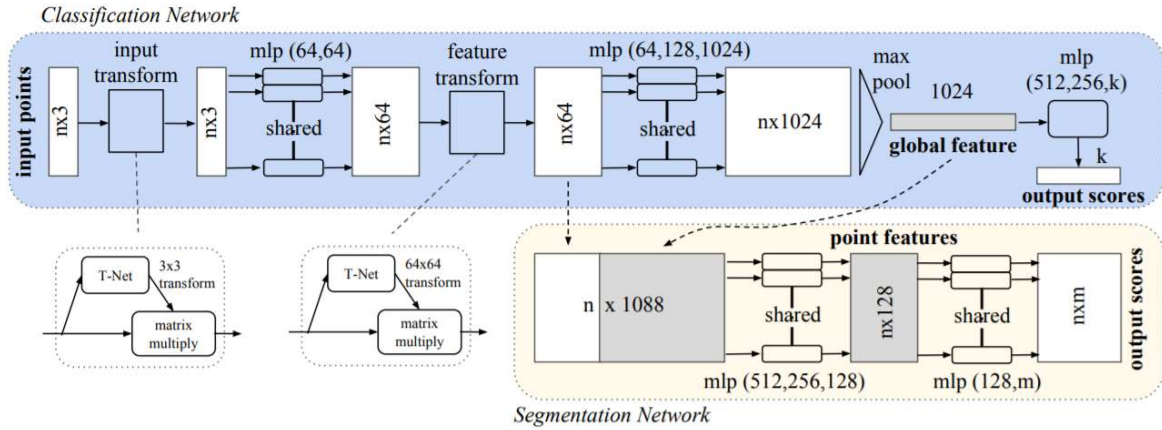 Classification Network
input points
nx3
input
transform
nx3
mlp (64,64)
shared
nx64
feature
transform
nx64
mlp (64,128,1024)
shared
nx1024
max
pool
1024
global feature
mlp
(512,256,k)
k
output scores
T-Net
3x3
transform
matrix
multiply
T-Net
64x64
transform
matrix
multiply
point features
n x 1088
shared
mlp (512,256,128)
nx128
shared
mlp (128,m)
nxm
output scores
Segmentation Network